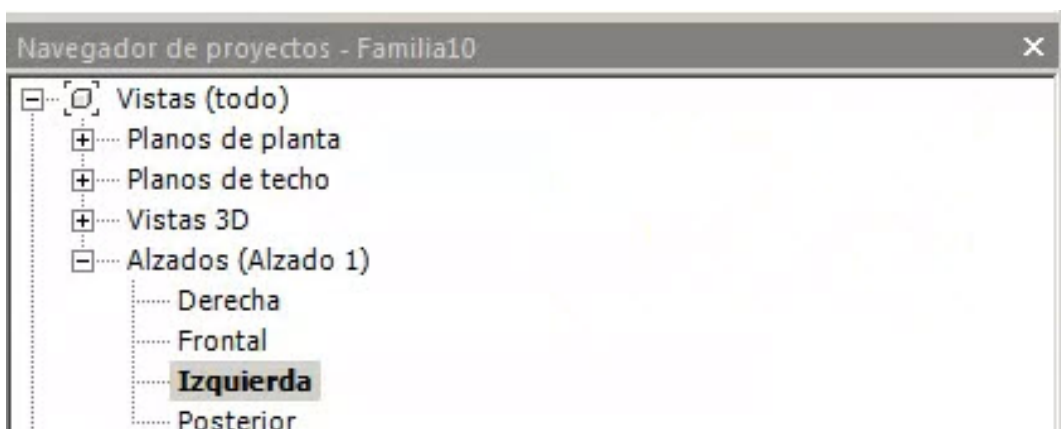 Navegador de proyectos - Familia10
Vistas (todo)
Planos de planta
Planos de techo
Vistas 3D
Alzados (Alzado 1)
Derecha
Frontal
Izquierda
Posterior